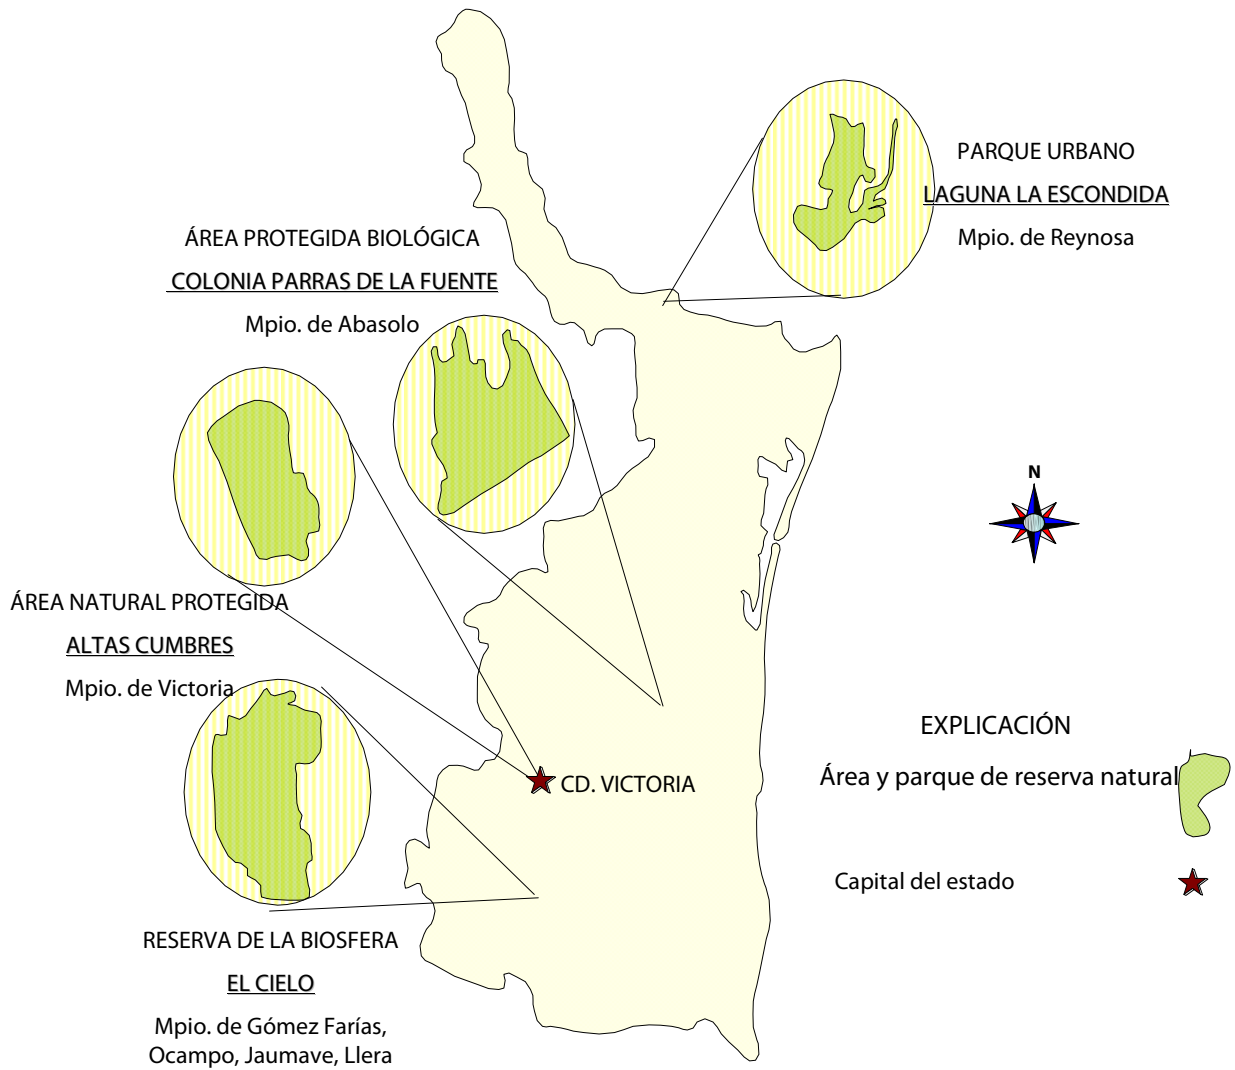 PARQUE URBANO
LAGUNA LA ESCONDIDA
Mpio. de Reynosa
ÁREA PROTEGIDA BIOLÓGICA
COLONIA PARRAS DE LA FUENTE
Mpio. de Abasolo
N
ÁREA NATURAL PROTEGIDA
ALTAS CUMBRES
Mpio. de Victoria
CD. VICTORIA
EXPLICACIÓN
Área y parque de reserva natural
Capital del estado
RESERVA DE LA BIOSFERA
EL CIELO
Mpio. de Gómez Farías,
Ocampo, Jaumave, Llera